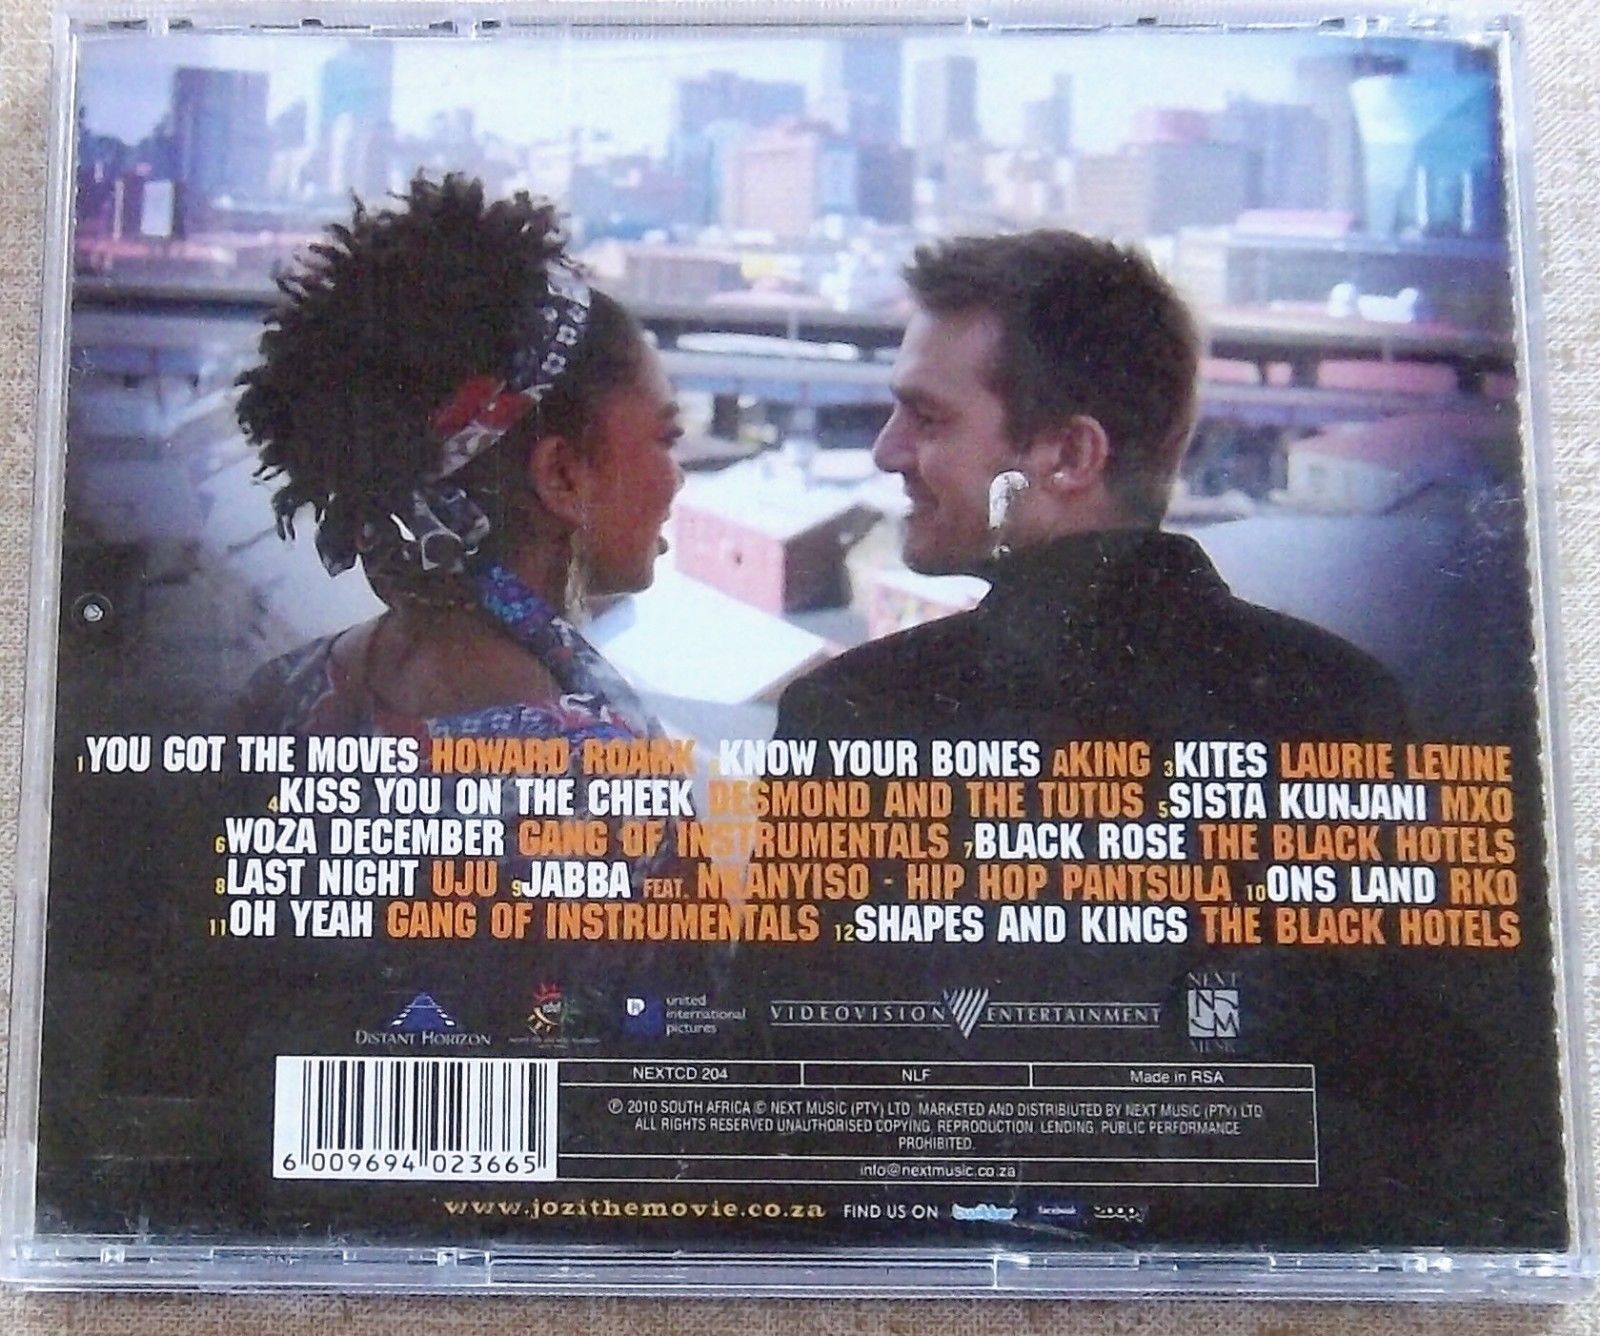 1 YOU GOT THE MOVES HOWARD ROARK KNOW YOUR BONES AKING 3 KITES LAURIE LEVINE
4 KISS YOU ON THE CHEEK DESMOND AND THE TUTUS 5 SISTA KUNJANI MXO
6 WOZA DECEMBER GANG OF INSTRUMENTALS 7 BLACK ROSE THE BLACK HOTELS
8 LAST NIGHT UJU 9 JABBA FEAT. NKANYISO - HIP HOP PANTSULA 10 ONS LAND RKO
11 OH YEAH GANG OF INSTRUMENTALS 12 SHAPES AND KINGS THE BLACK HOTELS
DISTANT HORIZON
united
international
pictures
VIDEOVISION ENTERTAINMENT
NEXT
MUSIC
NEXTCD 204 NLF Made in RSA
℗ 2010 SOUTH AFRICA © NEXT MUSIC (PTY) LTD. MARKETED AND DISTRIBIUTED BY NEXT MUSIC (PTY) LTD
ALL RIGHTS RESERVED UNAUTHORISED COPYING, REPRODUCTION, LENDING, PUBLIC PERFORMANCE
PROHIBITED.
info@nextmusic.co.za
6 009694 023665
www.jozithemovie.co.za FIND US ON twitter facebook zoopy